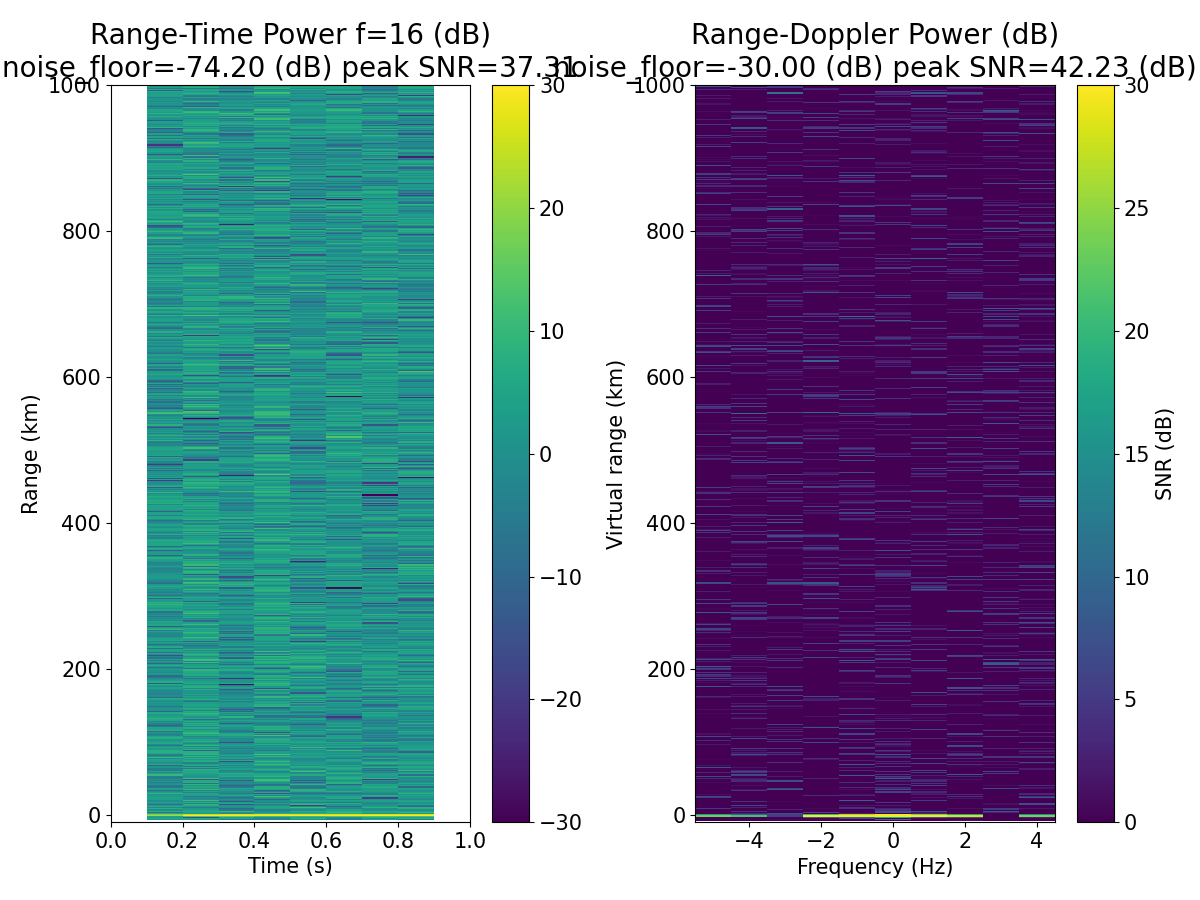 Range-Time Power f=16 (dB)
noise_floor=-74.20 (dB) peak SNR=37.31
Range-Doppler Power (dB)
noise_floor=-30.00 (dB) peak SNR=42.23 (dB)
Range (km)
1000
800
600
400
200
0
0.0 0.2 0.4 0.6 0.8 1.0
Time (s)
30
20
10
0
−10
−20
−30
Virtual range (km)
1000
800
600
400
200
0
−4 −2 0 2 4
Frequency (Hz)
30
25
20
15
10
5
0
SNR (dB)